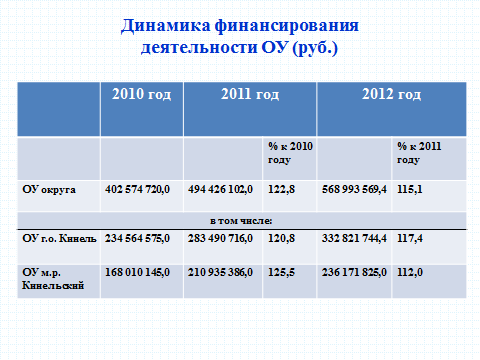 Динамика финансирования
деятельности ОУ (руб.)
2010 год 2011 год 2012 год
% к 2010 году % к 2011 году
ОУ округа 402 574 720,0 494 426 102,0 122,8 568 993 569,4 115,1
в том числе:
ОУ г.о. Кинель 234 564 575,0 283 490 716,0 120,8 332 821 744,4 117,4
ОУ м.р. Кинельский 168 010 145,0 210 935 386,0 125,5 236 171 825,0 112,0